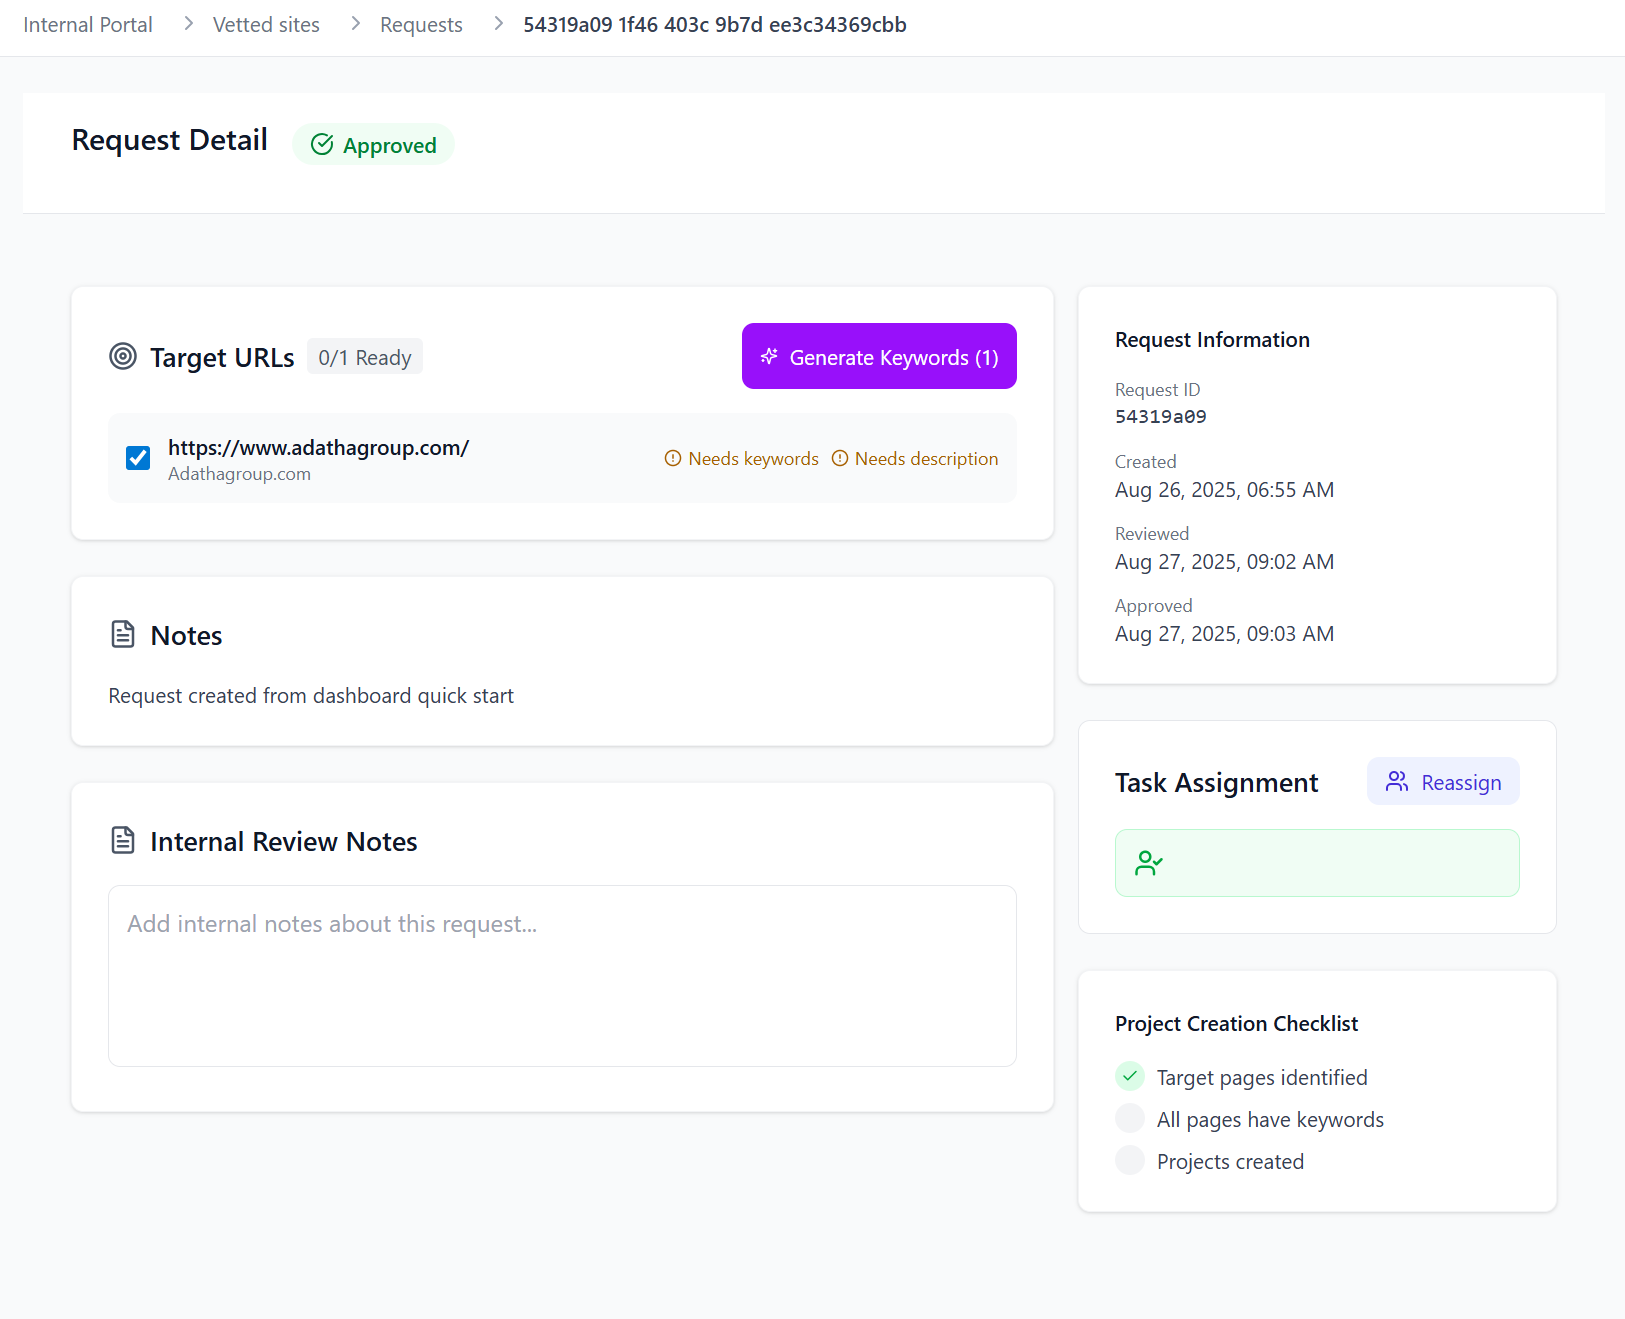 Internal Portal > Vetted sites > Requests > 54319a09 1f46 403c 9b7d ee3c34369cbb
Request Detail
Approved
Target URLs
0/1 Ready
Generate Keywords (1)
https://www.adathagroup.com/
Adathagroup.com
Needs keywords
Needs description
Notes
Request created from dashboard quick start
Internal Review Notes
Add internal notes about this request...
Request Information
Request ID
54319a09
Created
Aug 26, 2025, 06:55 AM
Reviewed
Aug 27, 2025, 09:02 AM
Approved
Aug 27, 2025, 09:03 AM
Task Assignment
Reassign
Project Creation Checklist
Target pages identified
All pages have keywords
Projects created